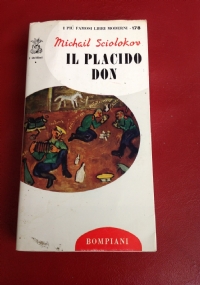 I PIÙ FAMOSI LIBRI MODERNI - 178
Michail Sciolokov
IL PLACIDO
DON
BOMPIANI